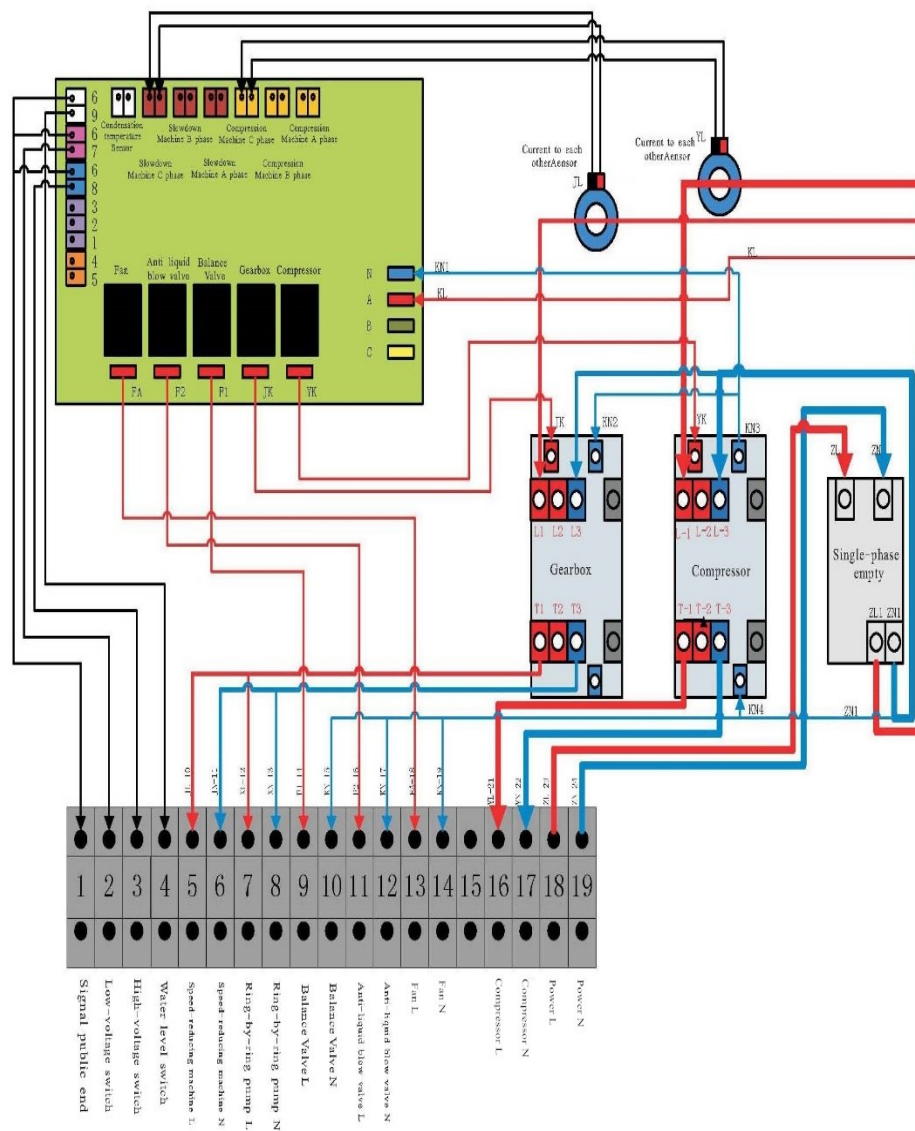 6
9
6
7
6
8
3
2
1
4
5
Condensation
temperature
Sensor
Slowdown
Machine B phase
Compression
Machine C phase
Compression
Machine A phase
Slowdown
Machine C phase
Slowdown
Machine A phase
Compression
Machine B phase
Fan
Anti liquid
blow valve
Balance
Valve
Gearbox
Compressor
N
A
B
C
KN1
KL
KL
FA
F2
F1
JK
YK
Current to each
otherAensor
JL
Current to each
otherAensor
YL
JK
KN2
YK
KN3
L1
L2
L3
Gearbox
T1
T2
T3
L-1
L-2
L-3
Compressor
T-1
T-2
T-3
KN4
ZL
ZN
Single-phase
empty
ZL1
ZN1
ZN1
1
2
3
4
5
6
7
8
9
10
11
12
13
14
15
16
17
18
19
Signal public end
Low-voltage switch
High-voltage switch
Water level switch
Speed-reducing machine L
Speed-reducing machine N
Ring-by-ring pump L
Ring-by-ring pump N
Balance Valve L
Balance Valve N
Anti-liquid blow valve L
Anti-liquid blow valve N
Fan L
Fan N
Compressor L
Compressor N
Power L
Power N